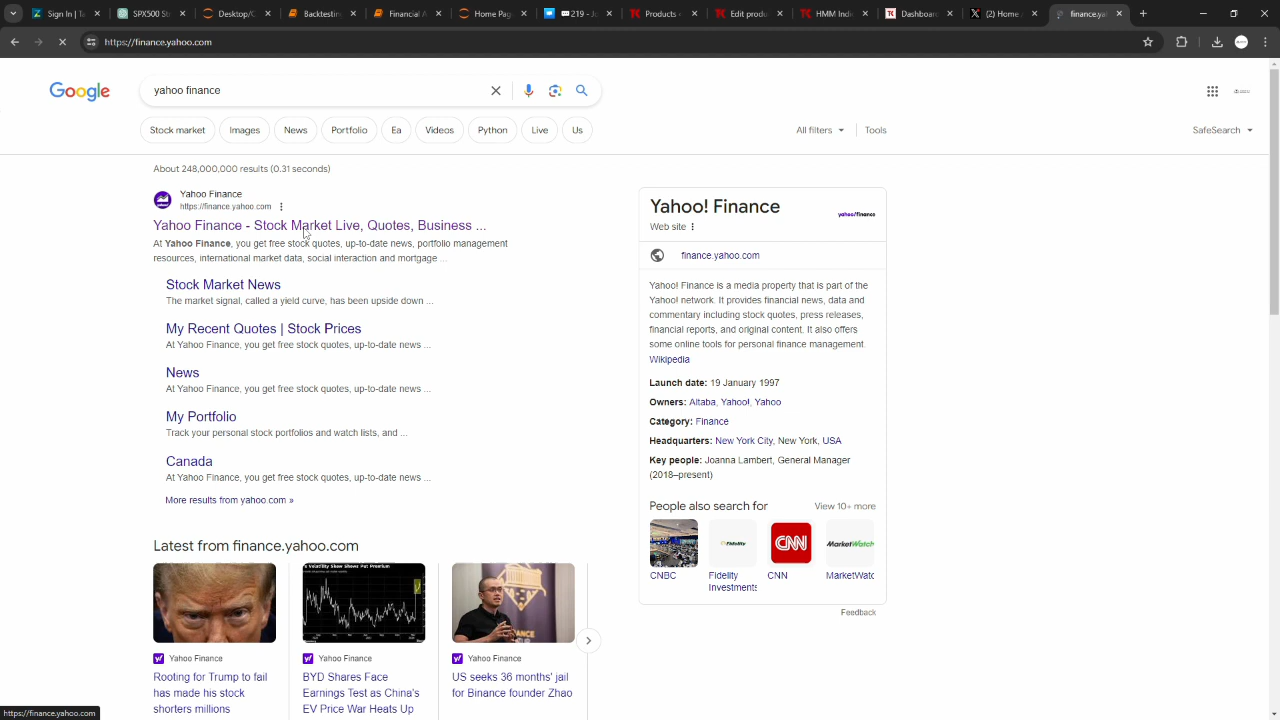 Sign in | Ta
SPX500 St
Desktop/C
Backtestin
Financial A
Home Page
219 - Jo
Products
Edit produc
HMM Indi
Dashboard
(2) Home
finance.yal
https://finance.yahoo.com
Google
yahoo finance
Stock market
Images
News
Portfolio
Ea
Videos
Python
Live
Us
All filters
Tools
SafeSearch
About 248,000,000 results (0.31 seconds)
Yahoo Finance
https://finance.yahoo.com
Yahoo Finance - Stock Market Live, Quotes, Business ...
At Yahoo Finance, you get free stock quotes, up-to-date news, portfolio management
resources, international market data, social interaction and mortgage ...
Stock Market News
The market signal, called a yield curve, has been upside down ...
My Recent Quotes | Stock Prices
At Yahoo Finance, you get free stock quotes, up-to-date news ...
News
At Yahoo Finance, you get free stock quotes, up-to-date news ...
My Portfolio
Track your personal stock portfolios and watch lists, and ...
Canada
At Yahoo Finance, you get free stock quotes, up-to-date news ...
More results from yahoo.com »
Yahoo! Finance
Web site
yahoo/finance
finance.yahoo.com
Yahoo! Finance is a media property that is part of the
Yahoo! network. It provides financial news, data and
commentary including stock quotes, press releases,
financial reports, and original content. It also offers
some online tools for personal finance management.
Wikipedia
Launch date: 19 January 1997
Owners: Altaba, Yahoo!, Yahoo
Category: Finance
Headquarters: New York City, New York, USA
Key people: Joanna Lambert, General Manager
(2018–present)
People also search for
View 10+ more
Fidelity
CNN
MarketWatch
CNBC
Fidelity
Investments
CNN
MarketWatc
Feedback
Latest from finance.yahoo.com
Volatility Skew Shows Put Premium
Yahoo Finance
Rooting for Trump to fail
has made his stock
shorters millions
Yahoo Finance
BYD Shares Face
Earnings Test as China's
EV Price War Heats Up
Yahoo Finance
US seeks 36 months' jail
for Binance founder Zhao
https://finance.yahoo.com